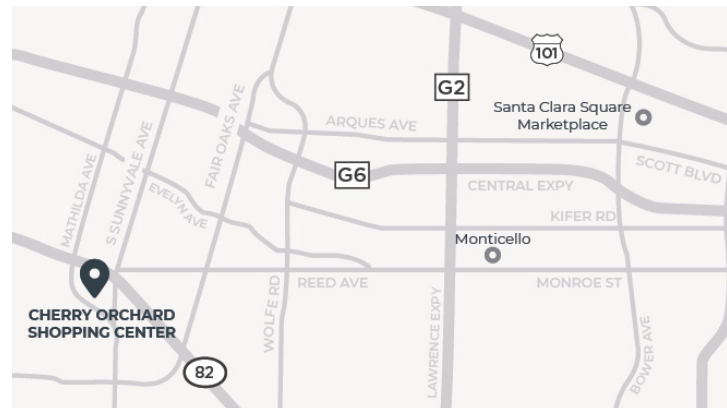 101
G2
Santa Clara Square
Marketplace
ARQUES AVE
FAIR OAKS AVE
S SUNNYVALE AVE
MATHILDA AVE
SCOTT BLVD
G6
CENTRAL EXPY
EVELYN AVE
KIFER RD
Monticello
REED AVE
MONROE ST
WOLFE RD
LAWRENCE EXPY
BOWER AVE
CHERRY ORCHARD
SHOPPING CENTER
82